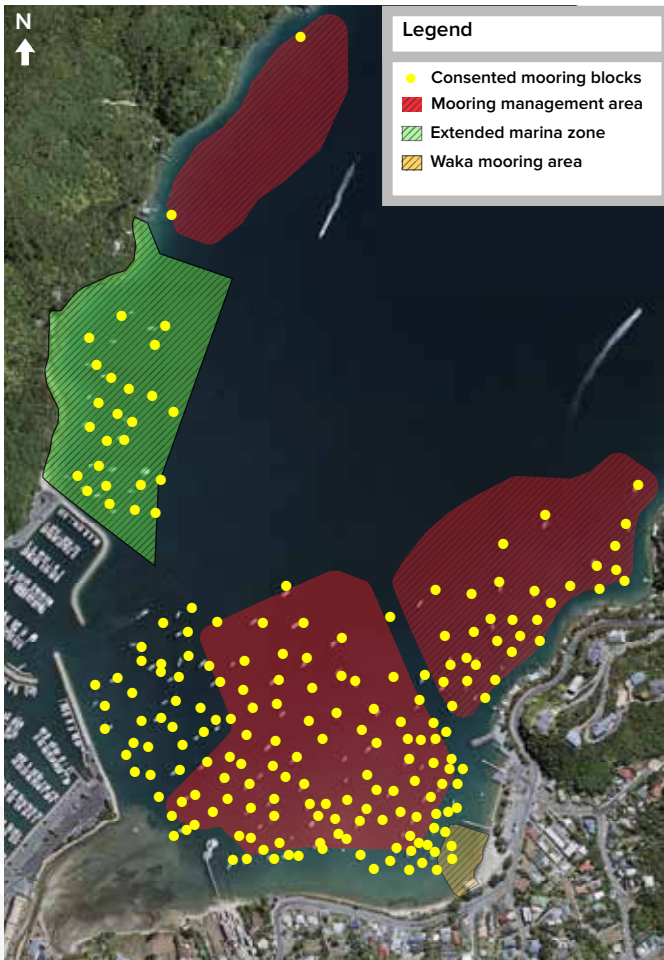 N
Legend
Consented mooring blocks
Mooring management area
Extended marina zone
Waka mooring area